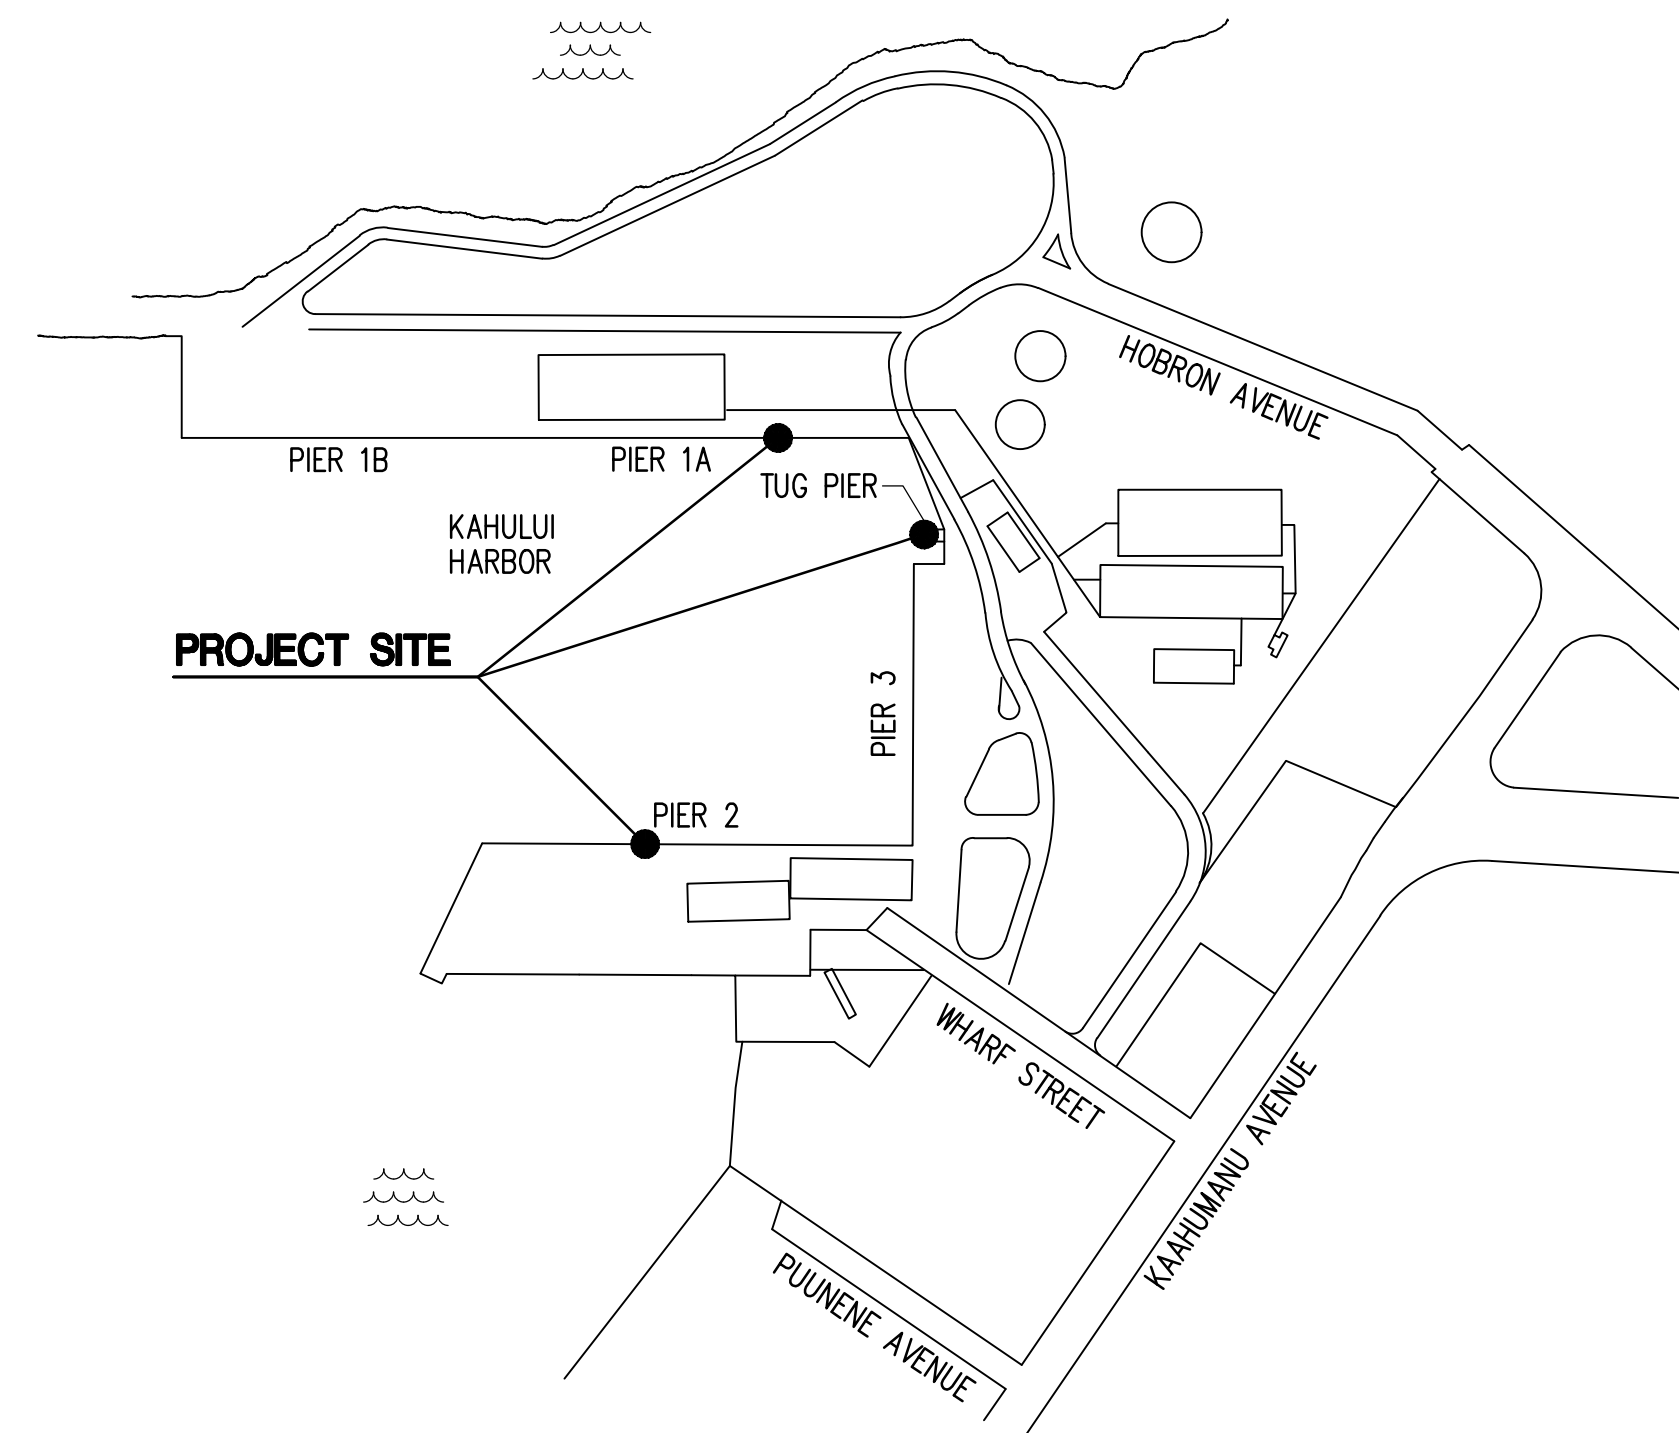 HOBRON AVENUE
PIER 1B
PIER 1A
TUG PIER
KAHULUI
HARBOR
PROJECT SITE
PIER 3
PIER 2
WHARF STREET
KAAHUMANU AVENUE
PUUNENE AVENUE